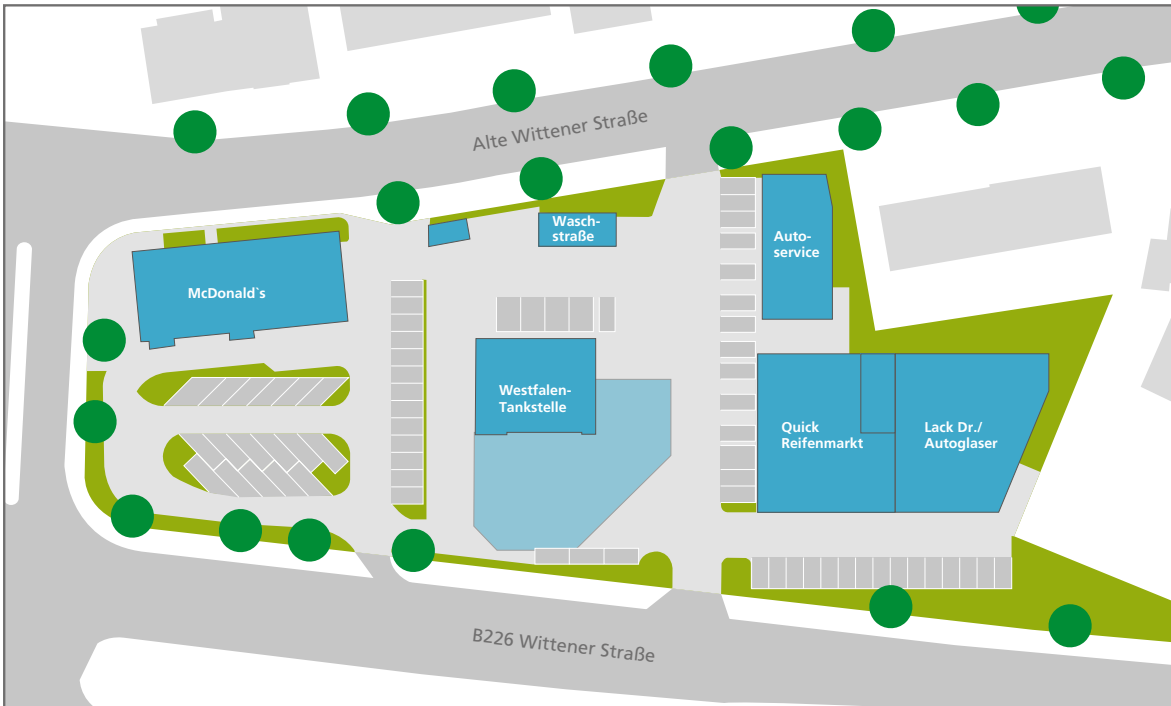 Alte Wittener Straße
Wasch-
straße
Auto-
service
McDonald`s
Westfalen-
Tankstelle
Quick
Reifenmarkt
Lack Dr./
Autoglaser
B226 Wittener Straße